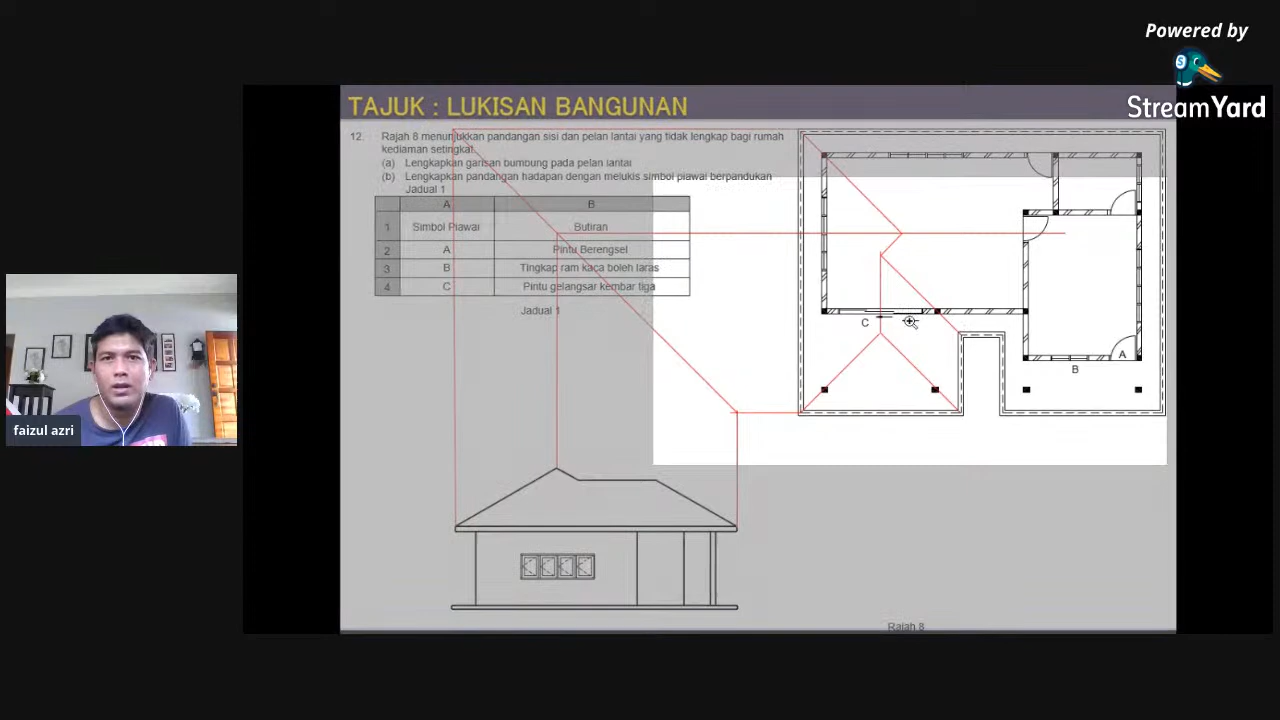 Powered by
StreamYard
TAJUK : LUKISAN BANGUNAN
12. Rajah 8 menunjukkan pandangan sisi dan pelan lantai yang tidak lengkap bagi rumah
kediaman setingkat.
(a) Lengkapkan garisan bumbung pada pelan lantai
(b) Lengkapkan pandangan hadapan dengan melukis simbol piawai berpandukan
Jadual 1
A B
1 Simbol Piawai Butiran
2 A Pintu Berengsel
3 B Tingkap ram kaca boleh laras
4 C Pintu gelangsar kembar tiga
Jadual 1
C
A
B
faizul azri
Rajah 8